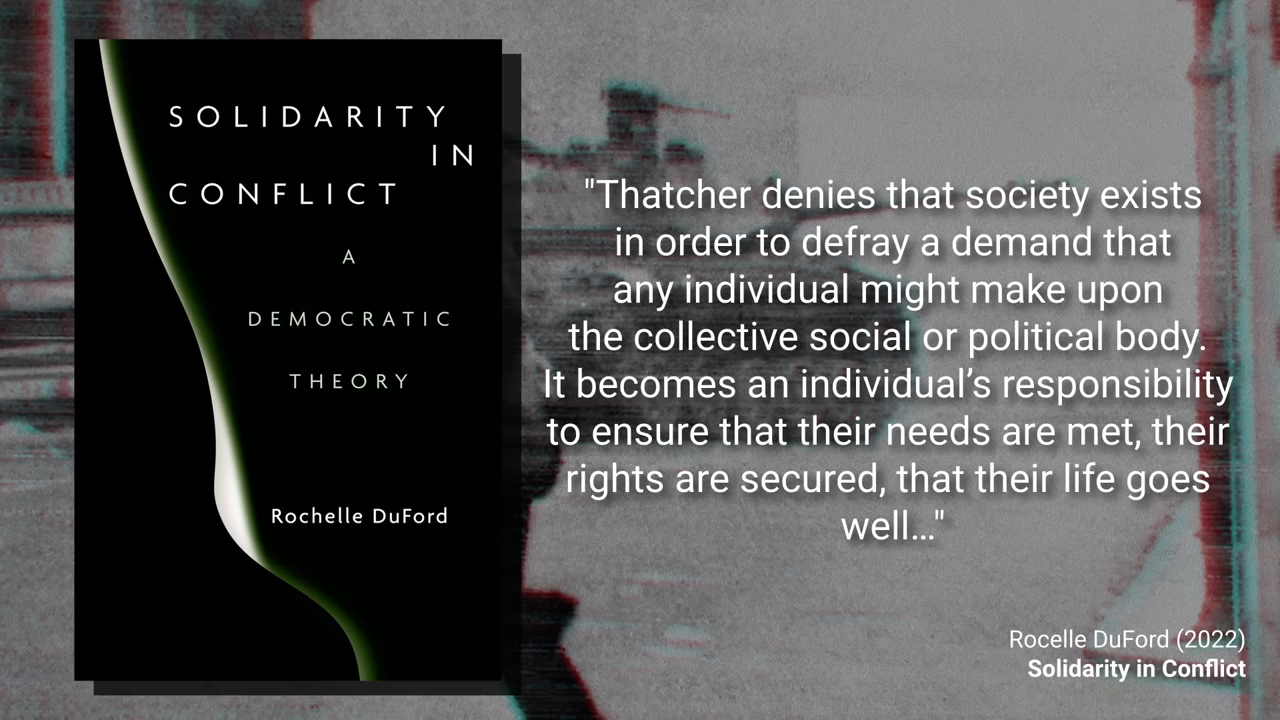 SOLIDARITY
IN
CONFLICT
A
DEMOCRATIC
THEORY
Rochelle DuFord
"Thatcher denies that society exists
in order to defray a demand that
any individual might make upon
the collective social or political body.
It becomes an individual’s responsibility
to ensure that their needs are met, their
rights are secured, that their life goes
well…"
Rocelle DuFord (2022)
Solidarity in Conflict